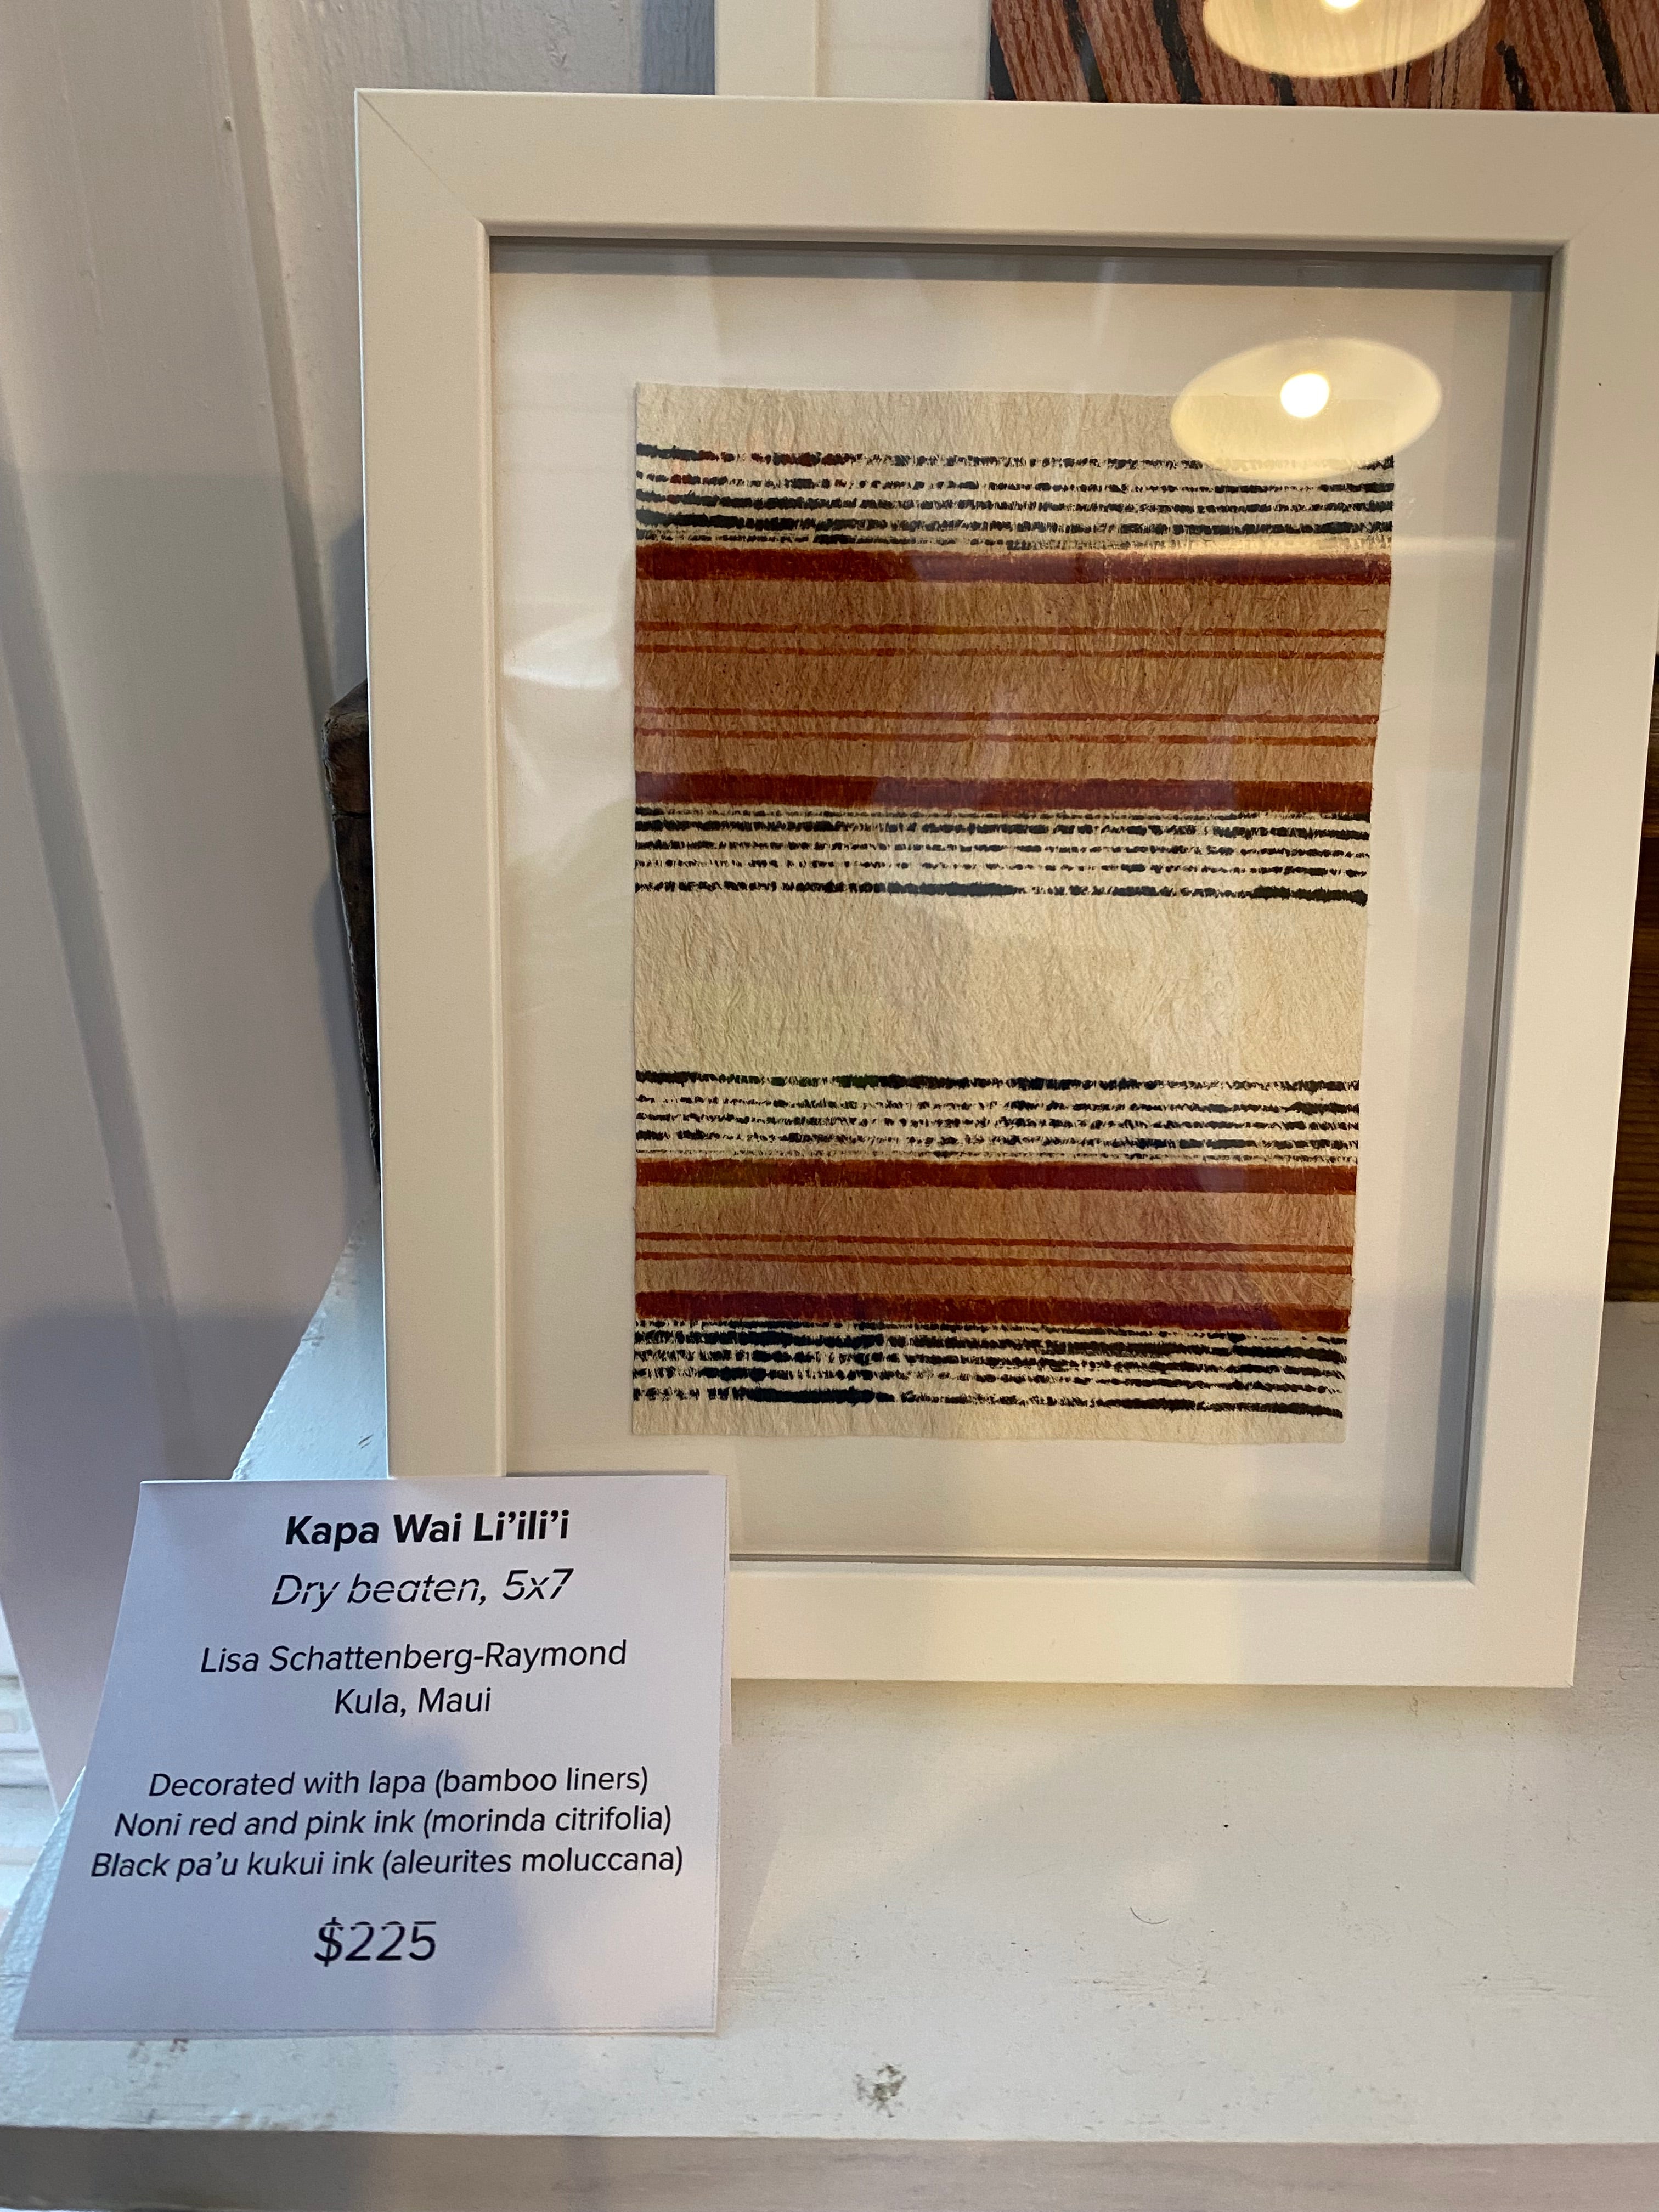 Kapa Wai Li’ili’i
Dry beaten, 5x7
Lisa Schattenberg-Raymond
Kula, Maui
Decorated with lapa (bamboo liners)
Noni red and pink ink (morinda citrifolia)
Black pa’u kukui ink (aleurites moluccana)
$225